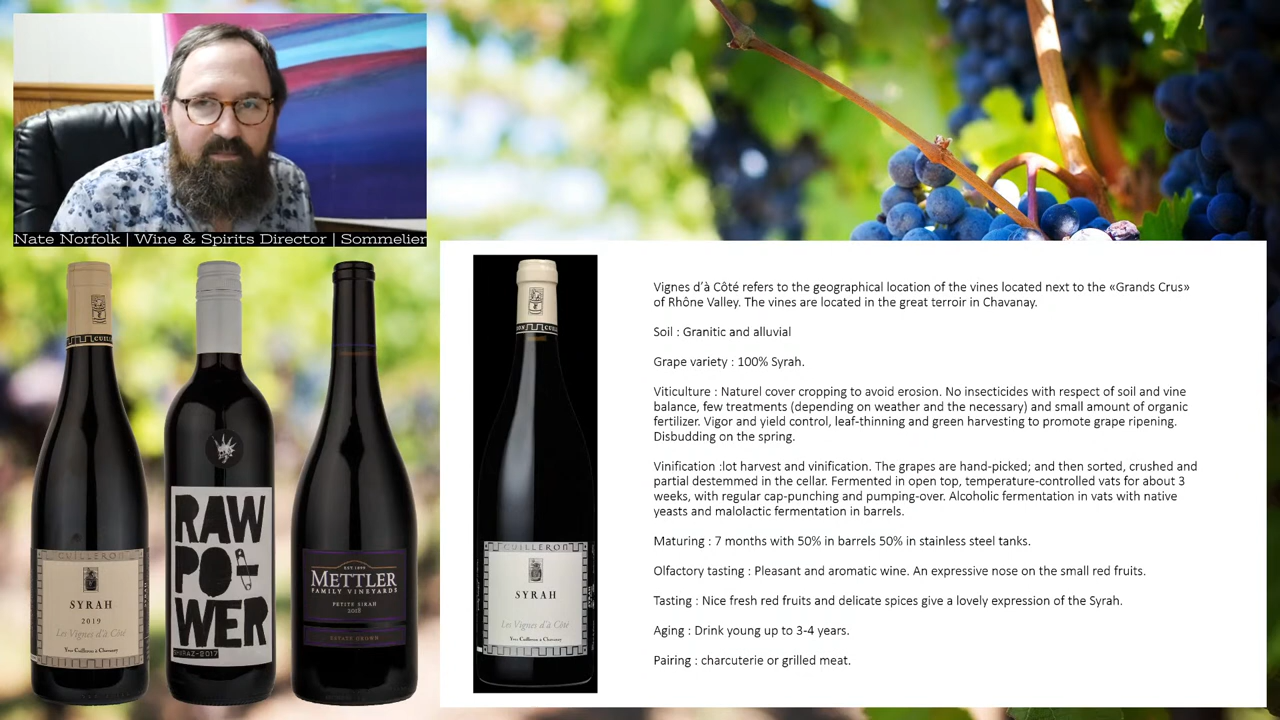 Nate Norfolk | Wine & Spirits Director | Sommelier
CUILLERON
SYRAH
2019
Les Vignes d'à Côté
Yves Cuilleron à Chavanay
RAW
PO
WER
SHIRAZ-2017
EST. 1899
METTLER
FAMILY VINEYARDS
PETITE SIRAH
2018
ESTATE GROWN
CUILLERON
SYRAH
Les Vignes d'à Côté
Yves Cuilleron à Chavanay
Vignes d'à Côté refers to the geographical location of the vines located next to the «Grands Crus»
of Rhône Valley. The vines are located in the great terroir in Chavanay.
Soil : Granitic and alluvial
Grape variety : 100% Syrah.
Viticulture : Naturel cover cropping to avoid erosion. No insecticides with respect of soil and vine
balance, few treatments (depending on weather and the necessary) and small amount of organic
fertilizer. Vigor and yield control, leaf-thinning and green harvesting to promote grape ripening.
Disbudding on the spring.
Vinification :lot harvest and vinification. The grapes are hand-picked; and then sorted, crushed and
partial destemmed in the cellar. Fermented in open top, temperature-controlled vats for about 3
weeks, with regular cap-punching and pumping-over. Alcoholic fermentation in vats with native
yeasts and malolactic fermentation in barrels.
Maturing : 7 months with 50% in barrels 50% in stainless steel tanks.
Olfactory tasting : Pleasant and aromatic wine. An expressive nose on the small red fruits.
Tasting : Nice fresh red fruits and delicate spices give a lovely expression of the Syrah.
Aging : Drink young up to 3-4 years.
Pairing : charcuterie or grilled meat.